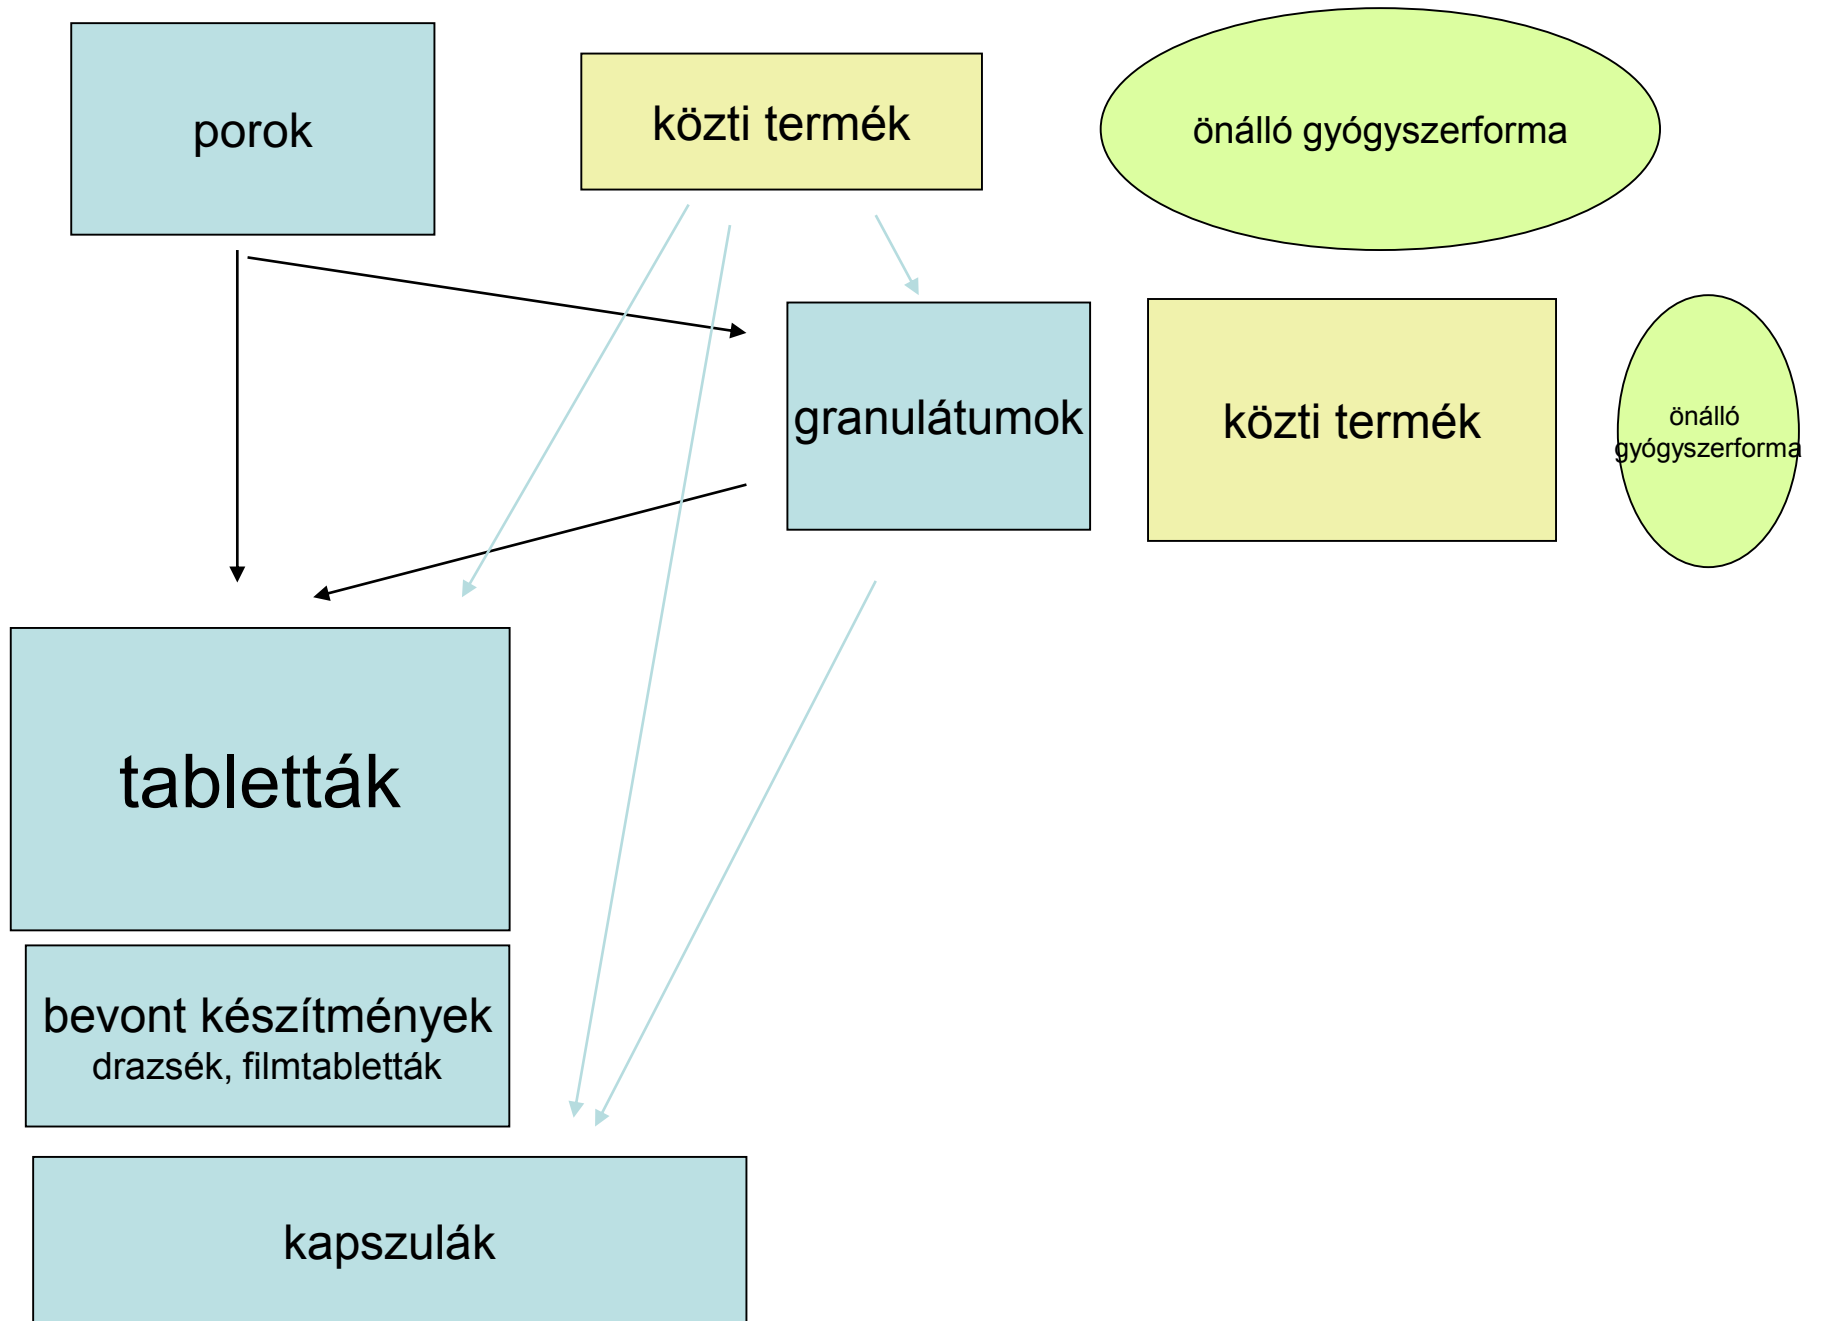 porok
közti termék
önálló gyógyszerforma
granulátumok
közti termék
önálló
gyógyszerforma
tabletták
bevont készítmények
drazsék, filmtabletták
kapszulák